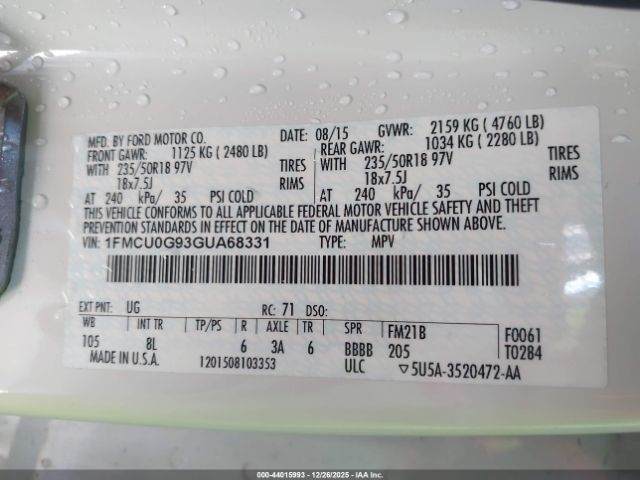 MFD. BY FORD MOTOR CO. DATE: 08/15 GVWR: 2159 KG ( 4760 LB)
FRONT GAWR: 1125 KG ( 2480 LB) REAR GAWR: 1034 KG ( 2280 LB)
WITH 235/50R18 97V TIRES WITH 235/50R18 97V TIRES
18x7.5J RIMS 18x7.5J RIMS
AT 240 kPa/ 35 PSI COLD AT 240 kPa/ 35 PSI COLD
THIS VEHICLE CONFORMS TO ALL APPLICABLE FEDERAL MOTOR VEHICLE SAFETY AND THEFT
PREVENTION STANDARDS IN EFFECT ON THE DATE OF MANUFACTURE SHOWN ABOVE.
VIN: 1FMCU0G93GUA68331 TYPE: MPV
EXT PNT: UG RC: 71 DSO:
WB INT TR TP/PS R AXLE TR SPR FM21B F0061
105 8L 6 3A 6 BBBB 205 T0284
MADE IN U.S.A. 1201508103353 ULC ▽5U5A-3520472-AA
000-44015993 - 12/26/2025 - IAA Inc.